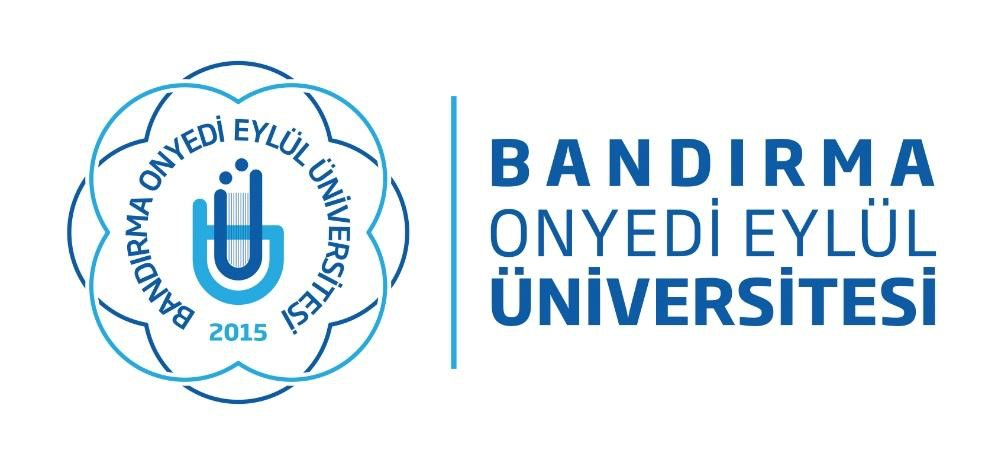 BANDIRMA ONYEDİ EYLÜL ÜNİVERSİTESİ
2015
BANDIRMA
ONYEDİ EYLÜL
ÜNİVERSİTESİ